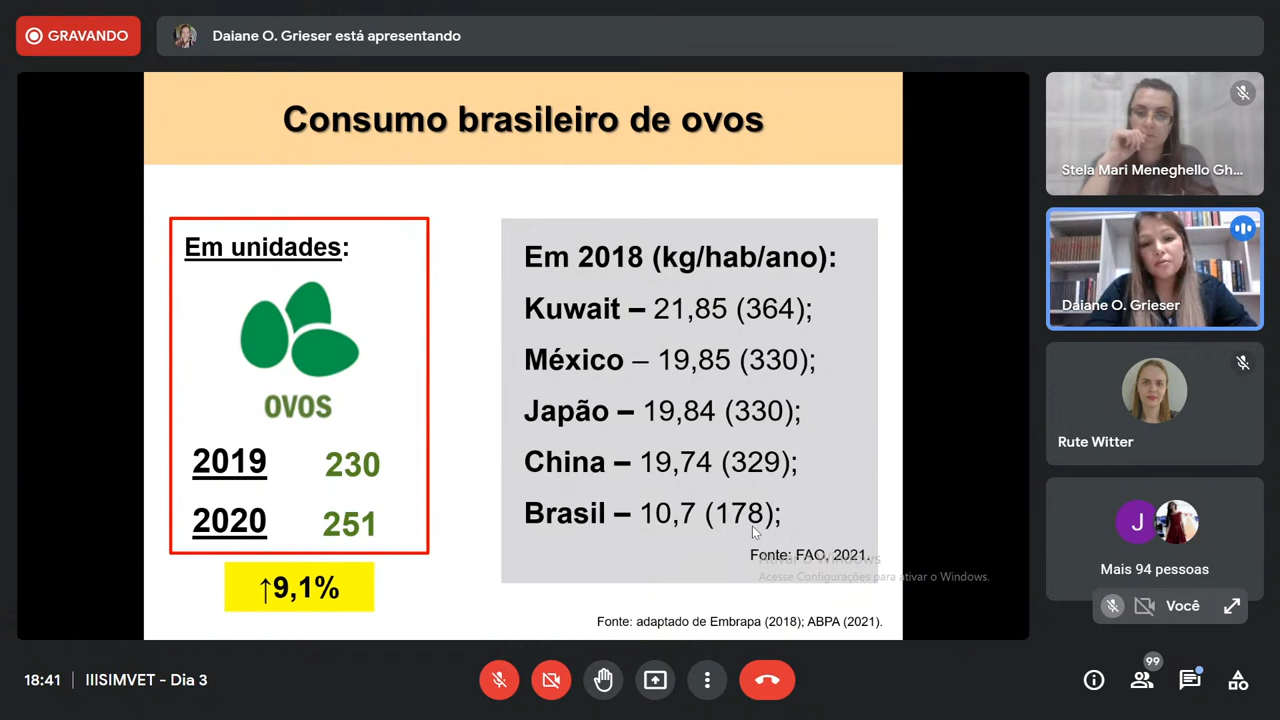 GRAVANDO
Daiane O. Grieser está apresentando
Consumo brasileiro de ovos
Em unidades:
OVOS
2019 230
2020 251
↑9,1%
Em 2018 (kg/hab/ano):
Kuwait – 21,85 (364);
México – 19,85 (330);
Japão – 19,84 (330);
China – 19,74 (329);
Brasil – 10,7 (178);
Fonte: FAO, 2021.
Ativar o Windows
Acesse Configurações para ativar o Windows.
Fonte: adaptado de Embrapa (2018); ABPA (2021).
Stela Mari Meneghello Gh...
Daiane O. Grieser
Rute Witter
J
Mais 94 pessoas
Você
18:41 | IIISIMVET - Dia 3
99